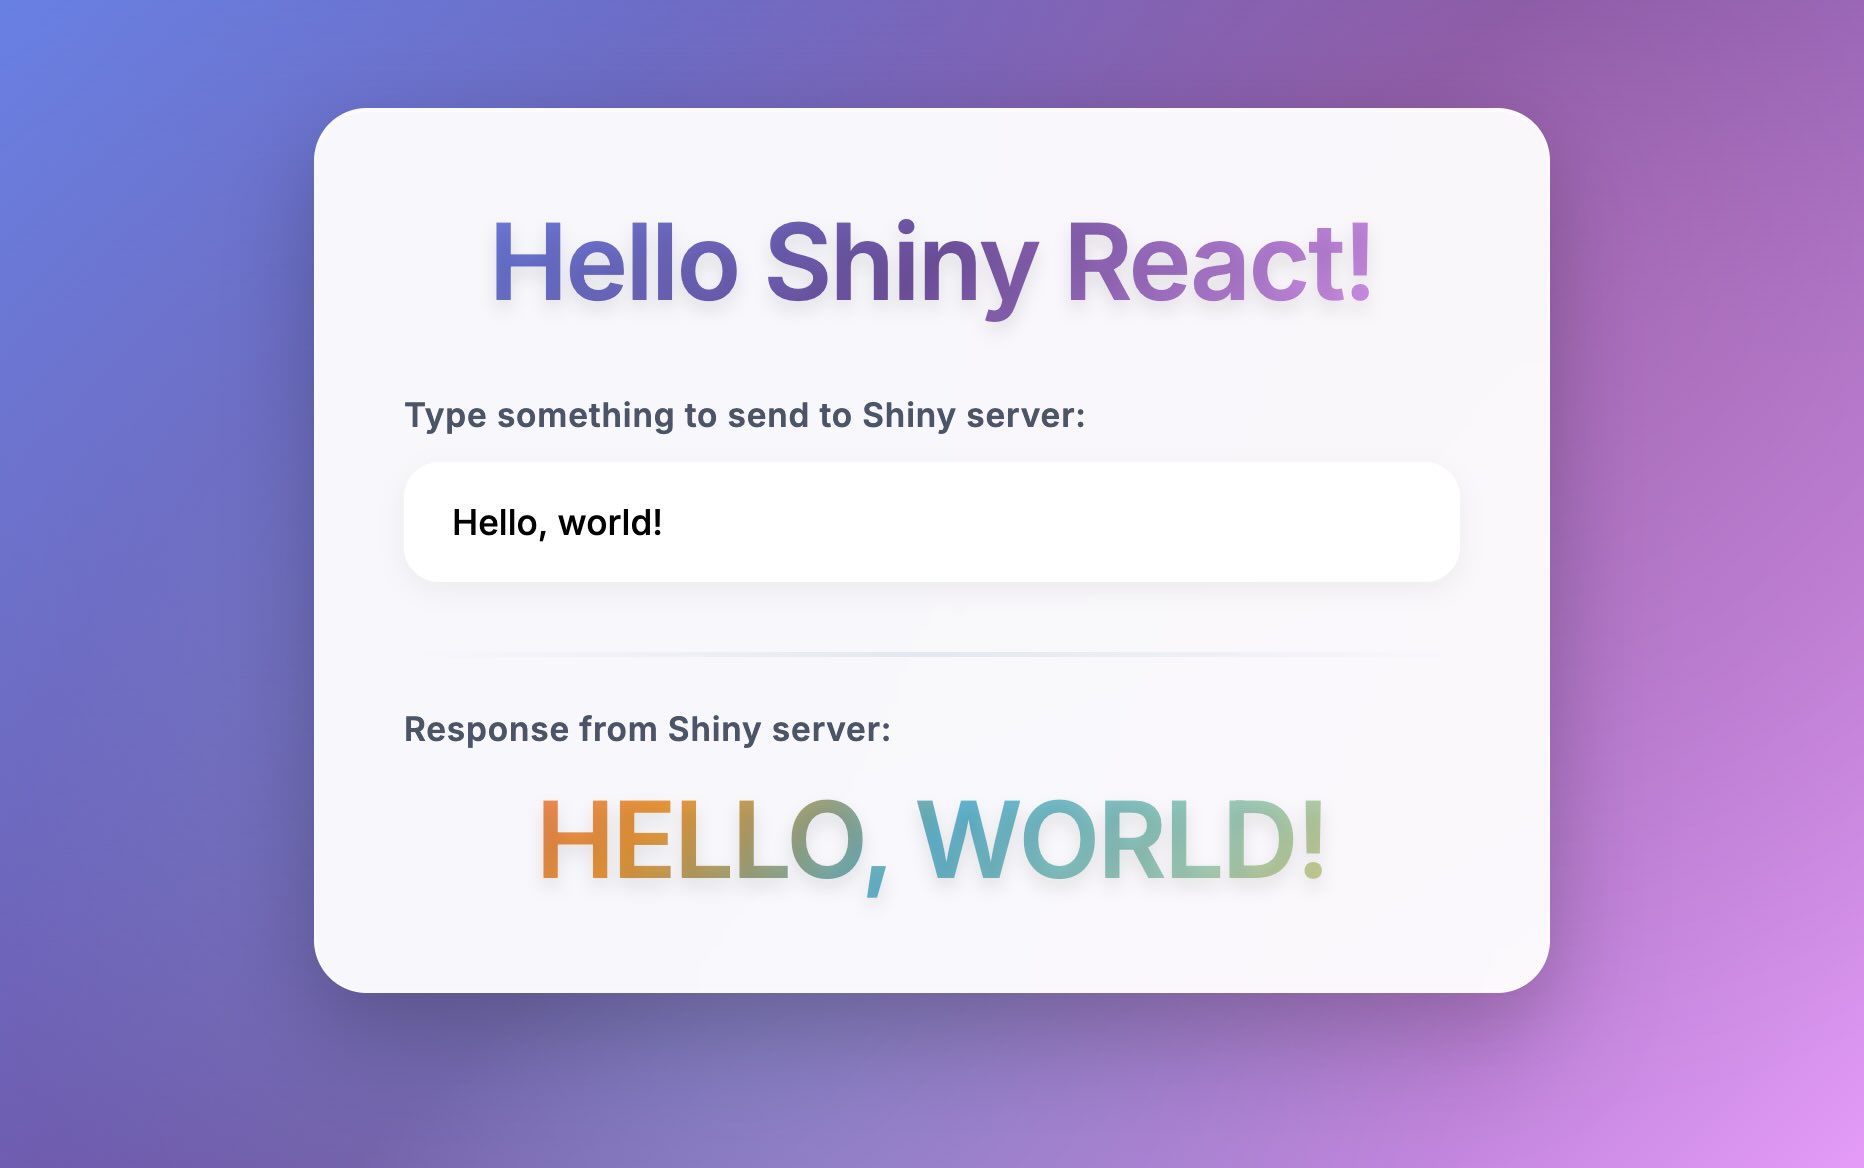 Hello Shiny React!
Type something to send to Shiny server:
Hello, world!
Response from Shiny server:
HELLO, WORLD!